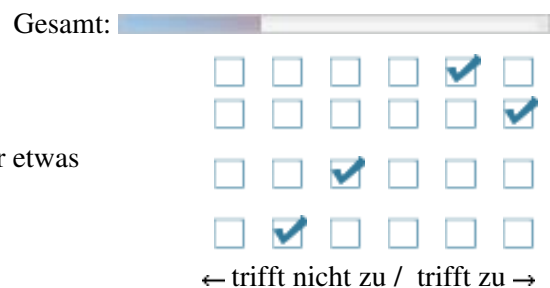 Gesamt:
r etwas
← trifft nicht zu / trifft zu →